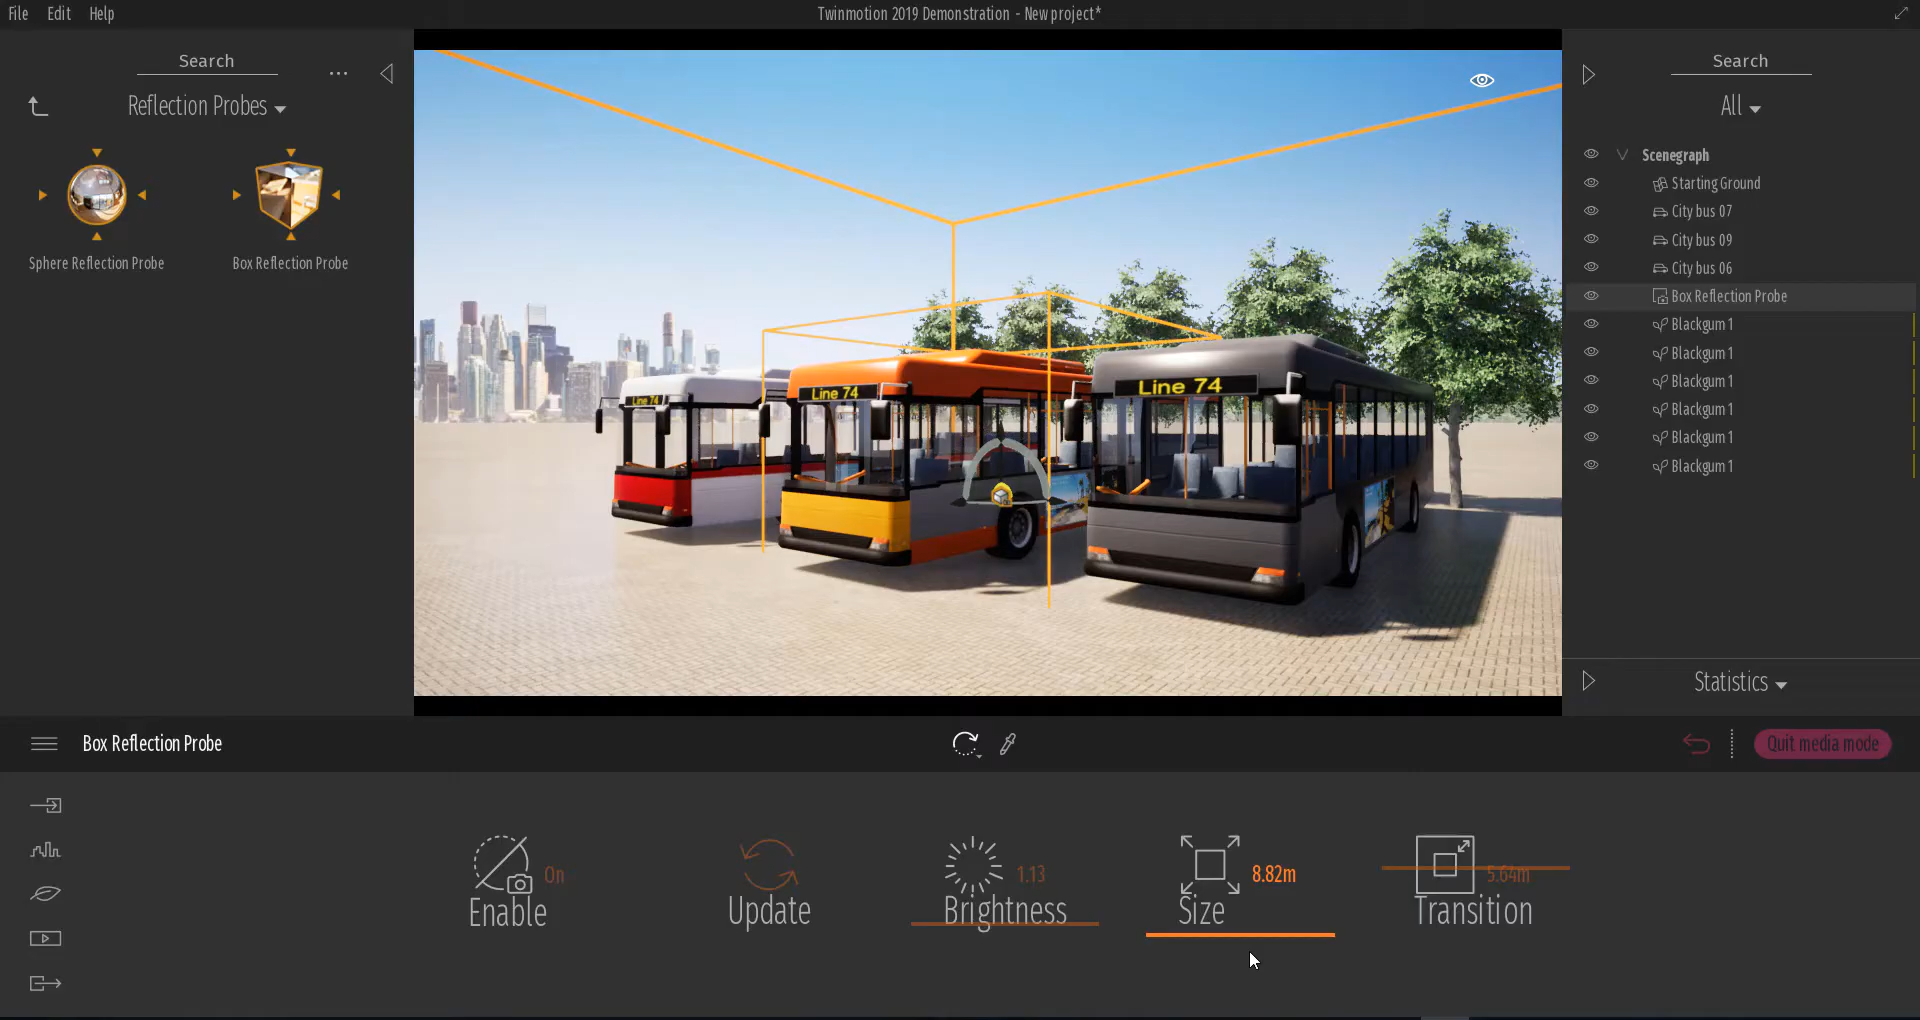 File Edit Help
Twinmotion 2019 Demonstration - New project*
Search
...
Reflection Probes
Sphere Reflection Probe
Box Reflection Probe
Line 74
Line 74
Line 74
Search
All
Scenegraph
Starting Ground
City bus 07
City bus 09
City bus 06
Box Reflection Probe
Blackgum 1
Blackgum 1
Blackgum 1
Blackgum 1
Blackgum 1
Blackgum 1
Statistics
Box Reflection Probe
Quit media mode
On
Enable
Update
1.13
Brightness
8.82m
Size
5.64m
Transition